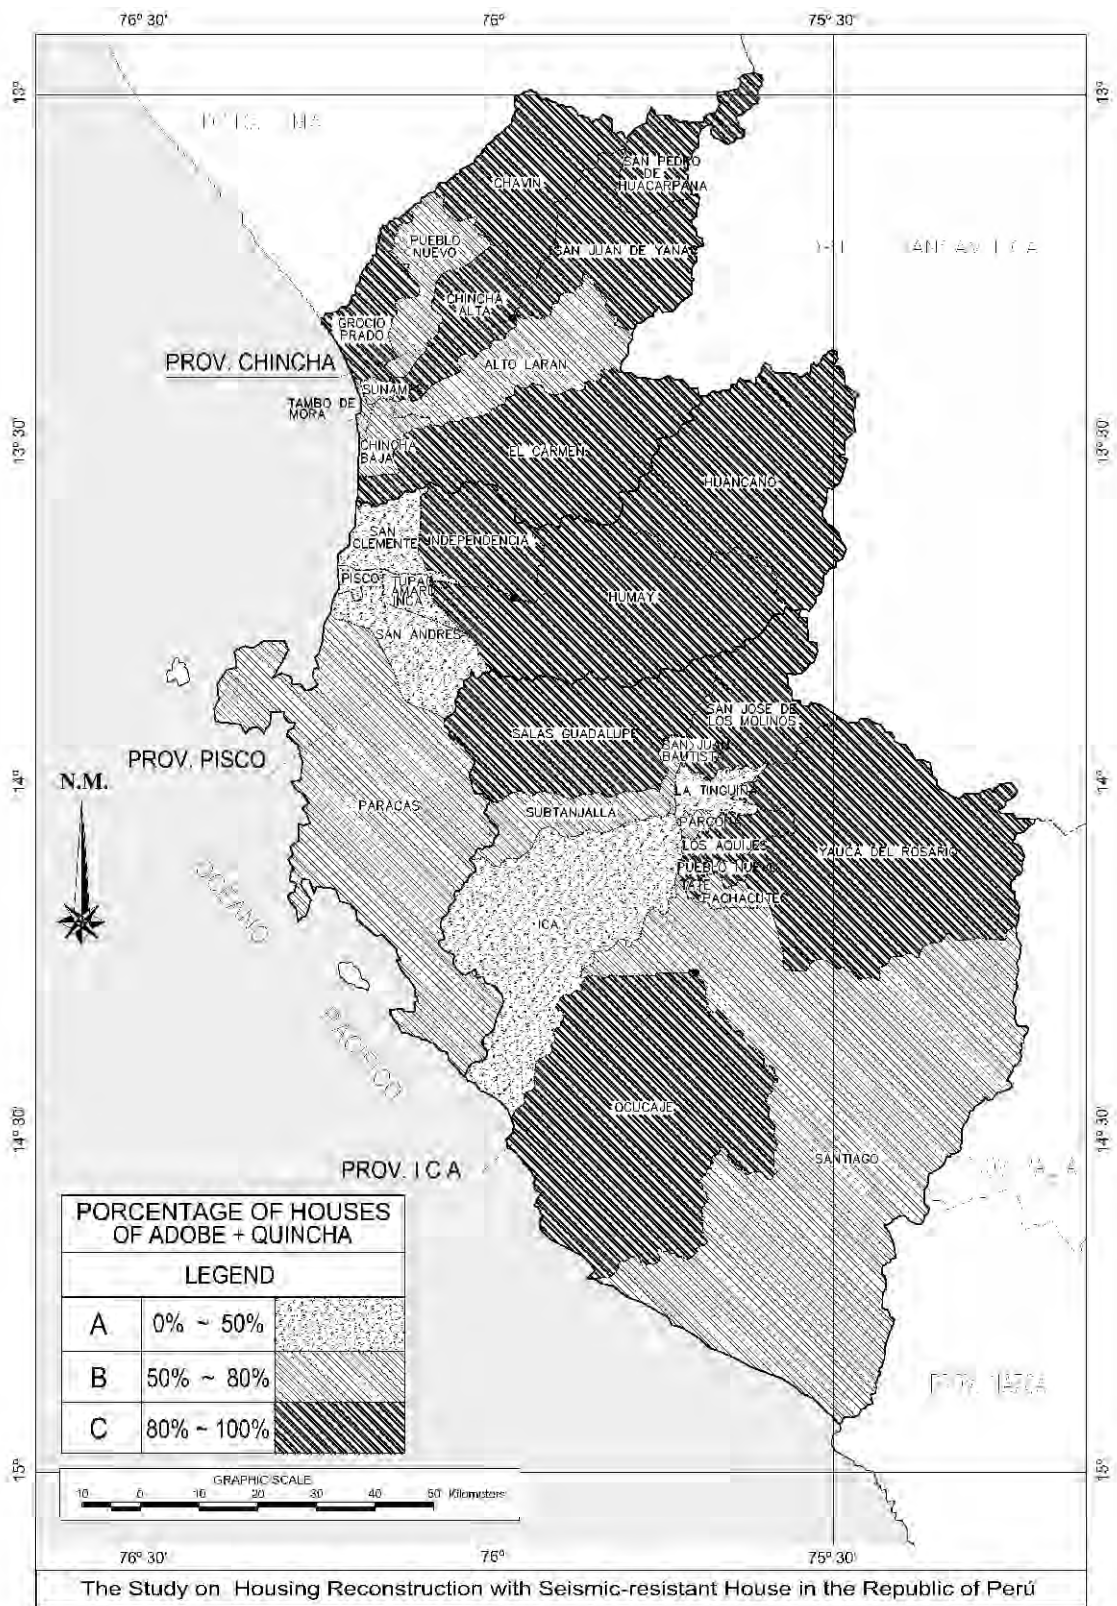 76° 30'
76°
75° 30'
13°
13°
CHAVIN
SAN PEDRO
DE
HUACARPANA
PUEBLO
NUEVO
SAN JUAN DE YANA
CHINCHA
ALTA
GROCIO
PRADO
PROV. CHINCHA
ALTO LARAN
SUNAMP
TAMBO DE
MORA
13° 30'
13° 30'
CHINCHA
BAJA
EL CARMEN
HUANCANO
SAN
CLEMENTE
INDEPENDENCIA
PISCO
TUPAC
AMARU
INCA
HUMAY
SAN ANDRES
SAN JOSE DE
LOS MOLINOS
SALAS GUADALUPE
SAN JUAN
BAUTIST
PROV. PISCO
14°
14°
N.M.
LA TINGUIÑA
PARACAS
SUBTANJALLA
PARCONA
LOS AQUIJES
YAUCA DEL ROSARIO
PUEBLO NUEVO
TATE
PACHACUTEC
OCEANO
ICA
PACIFICO
OCUCAJE
14° 30'
14° 30'
SANTIAGO
PROV. ICA
PORCENTAGE OF HOUSES
OF ADOBE + QUINCHA
LEGEND
A 0% ~ 50%
B 50% ~ 80%
C 80% ~ 100%
15°
15°
GRAPHIC SCALE
10 0 10 20 30 40 50 Kilometers
76° 30'
76°
75° 30'
The Study on Housing Reconstruction with Seismic-resistant House in the Republic of Perú